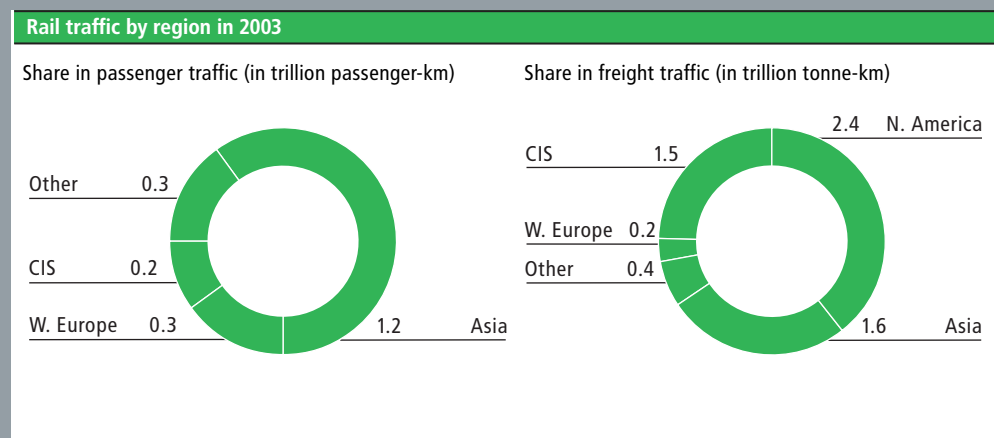 Rail traffic by region in 2003
Share in passenger traffic (in trillion passenger-km)
Other 0.3
CIS 0.2
W. Europe 0.3
1.2 Asia
Share in freight traffic (in trillion tonne-km)
2.4 N. America
CIS 1.5
W. Europe 0.2
Other 0.4
1.6 Asia